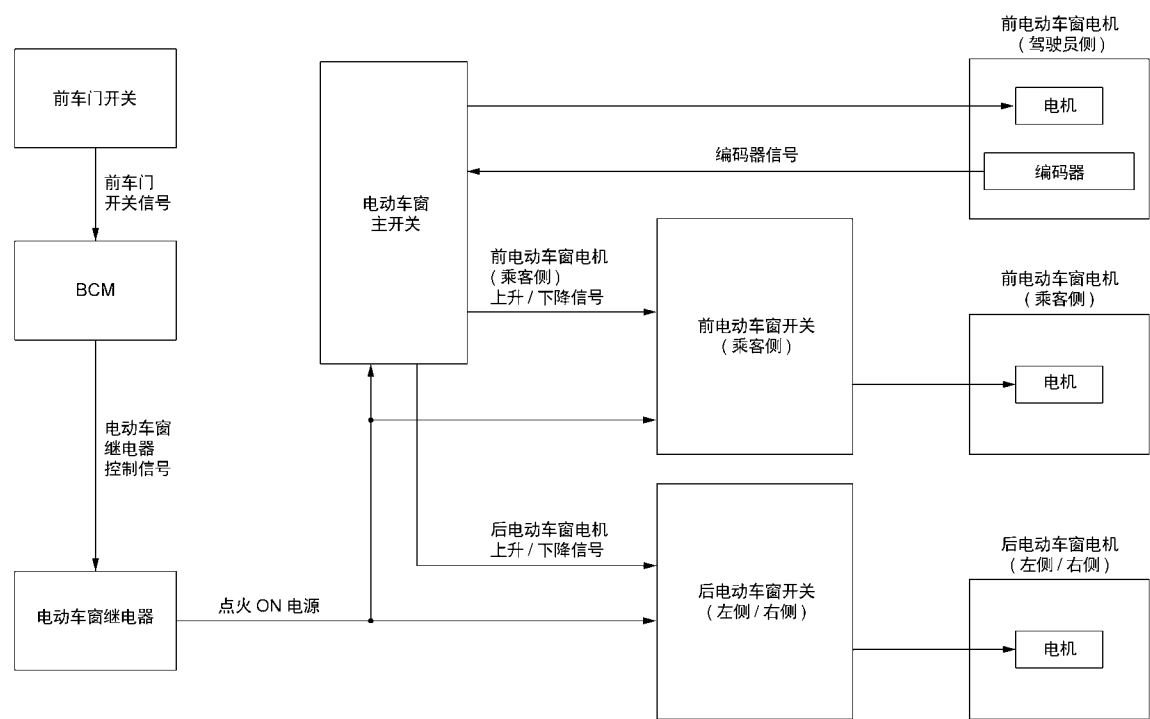 前电动车窗电机
( 驾驶员侧 )
前车门开关
电机
编码器信号
编码器
前车门
开关信号
电动车窗
主开关
BCM
前电动车窗电机
( 乘客侧 )
上升 / 下降信号
前电动车窗电机
( 乘客侧 )
前电动车窗开关
( 乘客侧 )
电机
电动车窗
继电器
控制信号
后电动车窗电机
上升 / 下降信号
后电动车窗电机
( 左侧 / 右侧 )
电动车窗继电器
点火 ON 电源
后电动车窗开关
( 左侧 / 右侧 )
电机